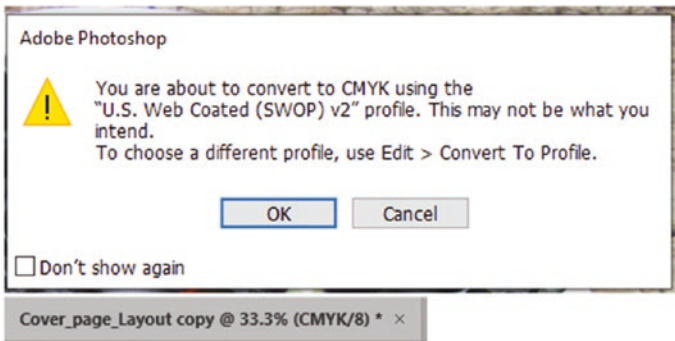 Adobe Photoshop
You are about to convert to CMYK using the
“U.S. Web Coated (SWOP) v2” profile. This may not be what you
intend.
To choose a different profile, use Edit > Convert To Profile.
OK Cancel
Don't show again
Cover_page_Layout copy @ 33.3% (CMYK/8) * ×